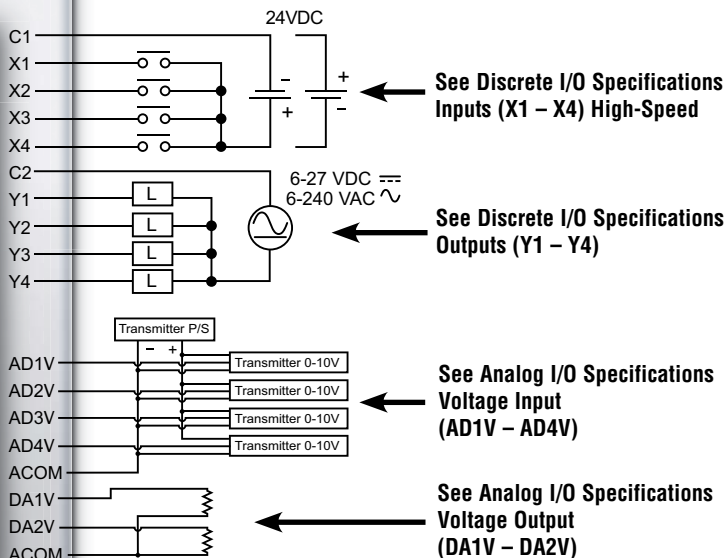 24VDC
C1
X1
X2
X3
X4
–
+
+
–
See Discrete I/O Specifications
Inputs (X1 – X4) High-Speed
C2
Y1
Y2
Y3
Y4
L
L
L
L
6-27 VDC
6-240 VAC
See Discrete I/O Specifications
Outputs (Y1 – Y4)
Transmitter P/S
– +
AD1V
AD2V
AD3V
AD4V
ACOM
Transmitter 0-10V
Transmitter 0-10V
Transmitter 0-10V
Transmitter 0-10V
See Analog I/O Specifications
Voltage Input
(AD1V – AD4V)
DA1V
DA2V
ACOM
See Analog I/O Specifications
Voltage Output
(DA1V – DA2V)